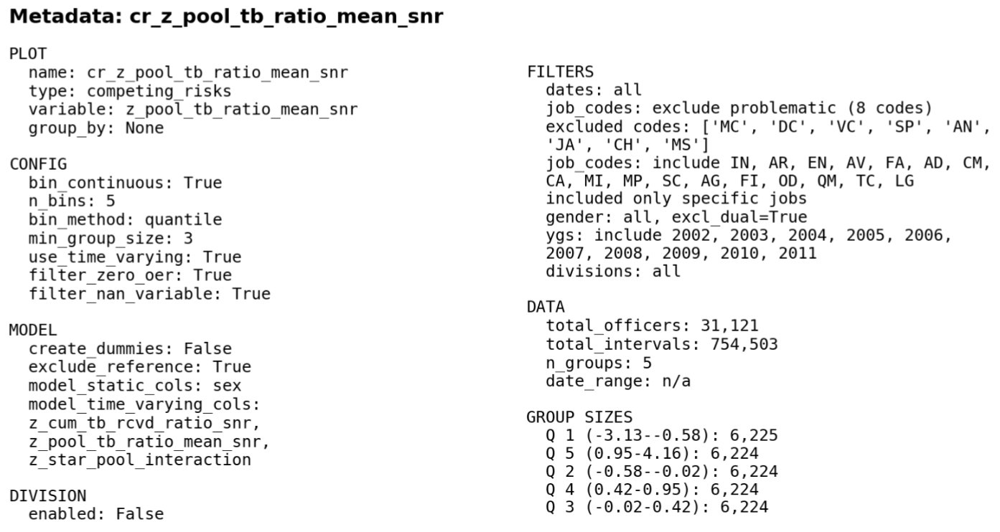 Metadata: cr_z_pool_tb_ratio_mean_snr
PLOT
name: cr_z_pool_tb_ratio_mean_snr
type: competing_risks
variable: z_pool_tb_ratio_mean_snr
group_by: None
CONFIG
bin_continuous: True
n_bins: 5
bin_method: quantile
min_group_size: 3
use_time_varying: True
filter_zero_oer: True
filter_nan_variable: True
MODEL
create_dummies: False
exclude_reference: True
model_static_cols: sex
model_time_varying_cols:
z_cum_tb_rcvd_ratio_snr,
z_pool_tb_ratio_mean_snr,
z_star_pool_interaction
DIVISION
enabled: False
FILTERS
dates: all
job_codes: exclude problematic (8 codes)
excluded codes: ['MC', 'DC', 'VC', 'SP', 'AN',
'JA', 'CH', 'MS']
job_codes: include IN, AR, EN, AV, FA, AD, CM,
CA, MI, MP, SC, AG, FI, OD, QM, TC, LG
included only specific jobs
gender: all, excl_dual=True
ygs: include 2002, 2003, 2004, 2005, 2006,
2007, 2008, 2009, 2010, 2011
divisions: all
DATA
total_officers: 31,121
total_intervals: 754,503
n_groups: 5
date_range: n/a
GROUP SIZES
Q 1 (-3.13--0.58): 6,225
Q 5 (0.95-4.16): 6,224
Q 2 (-0.58--0.02): 6,224
Q 4 (0.42-0.95): 6,224
Q 3 (-0.02-0.42): 6,224